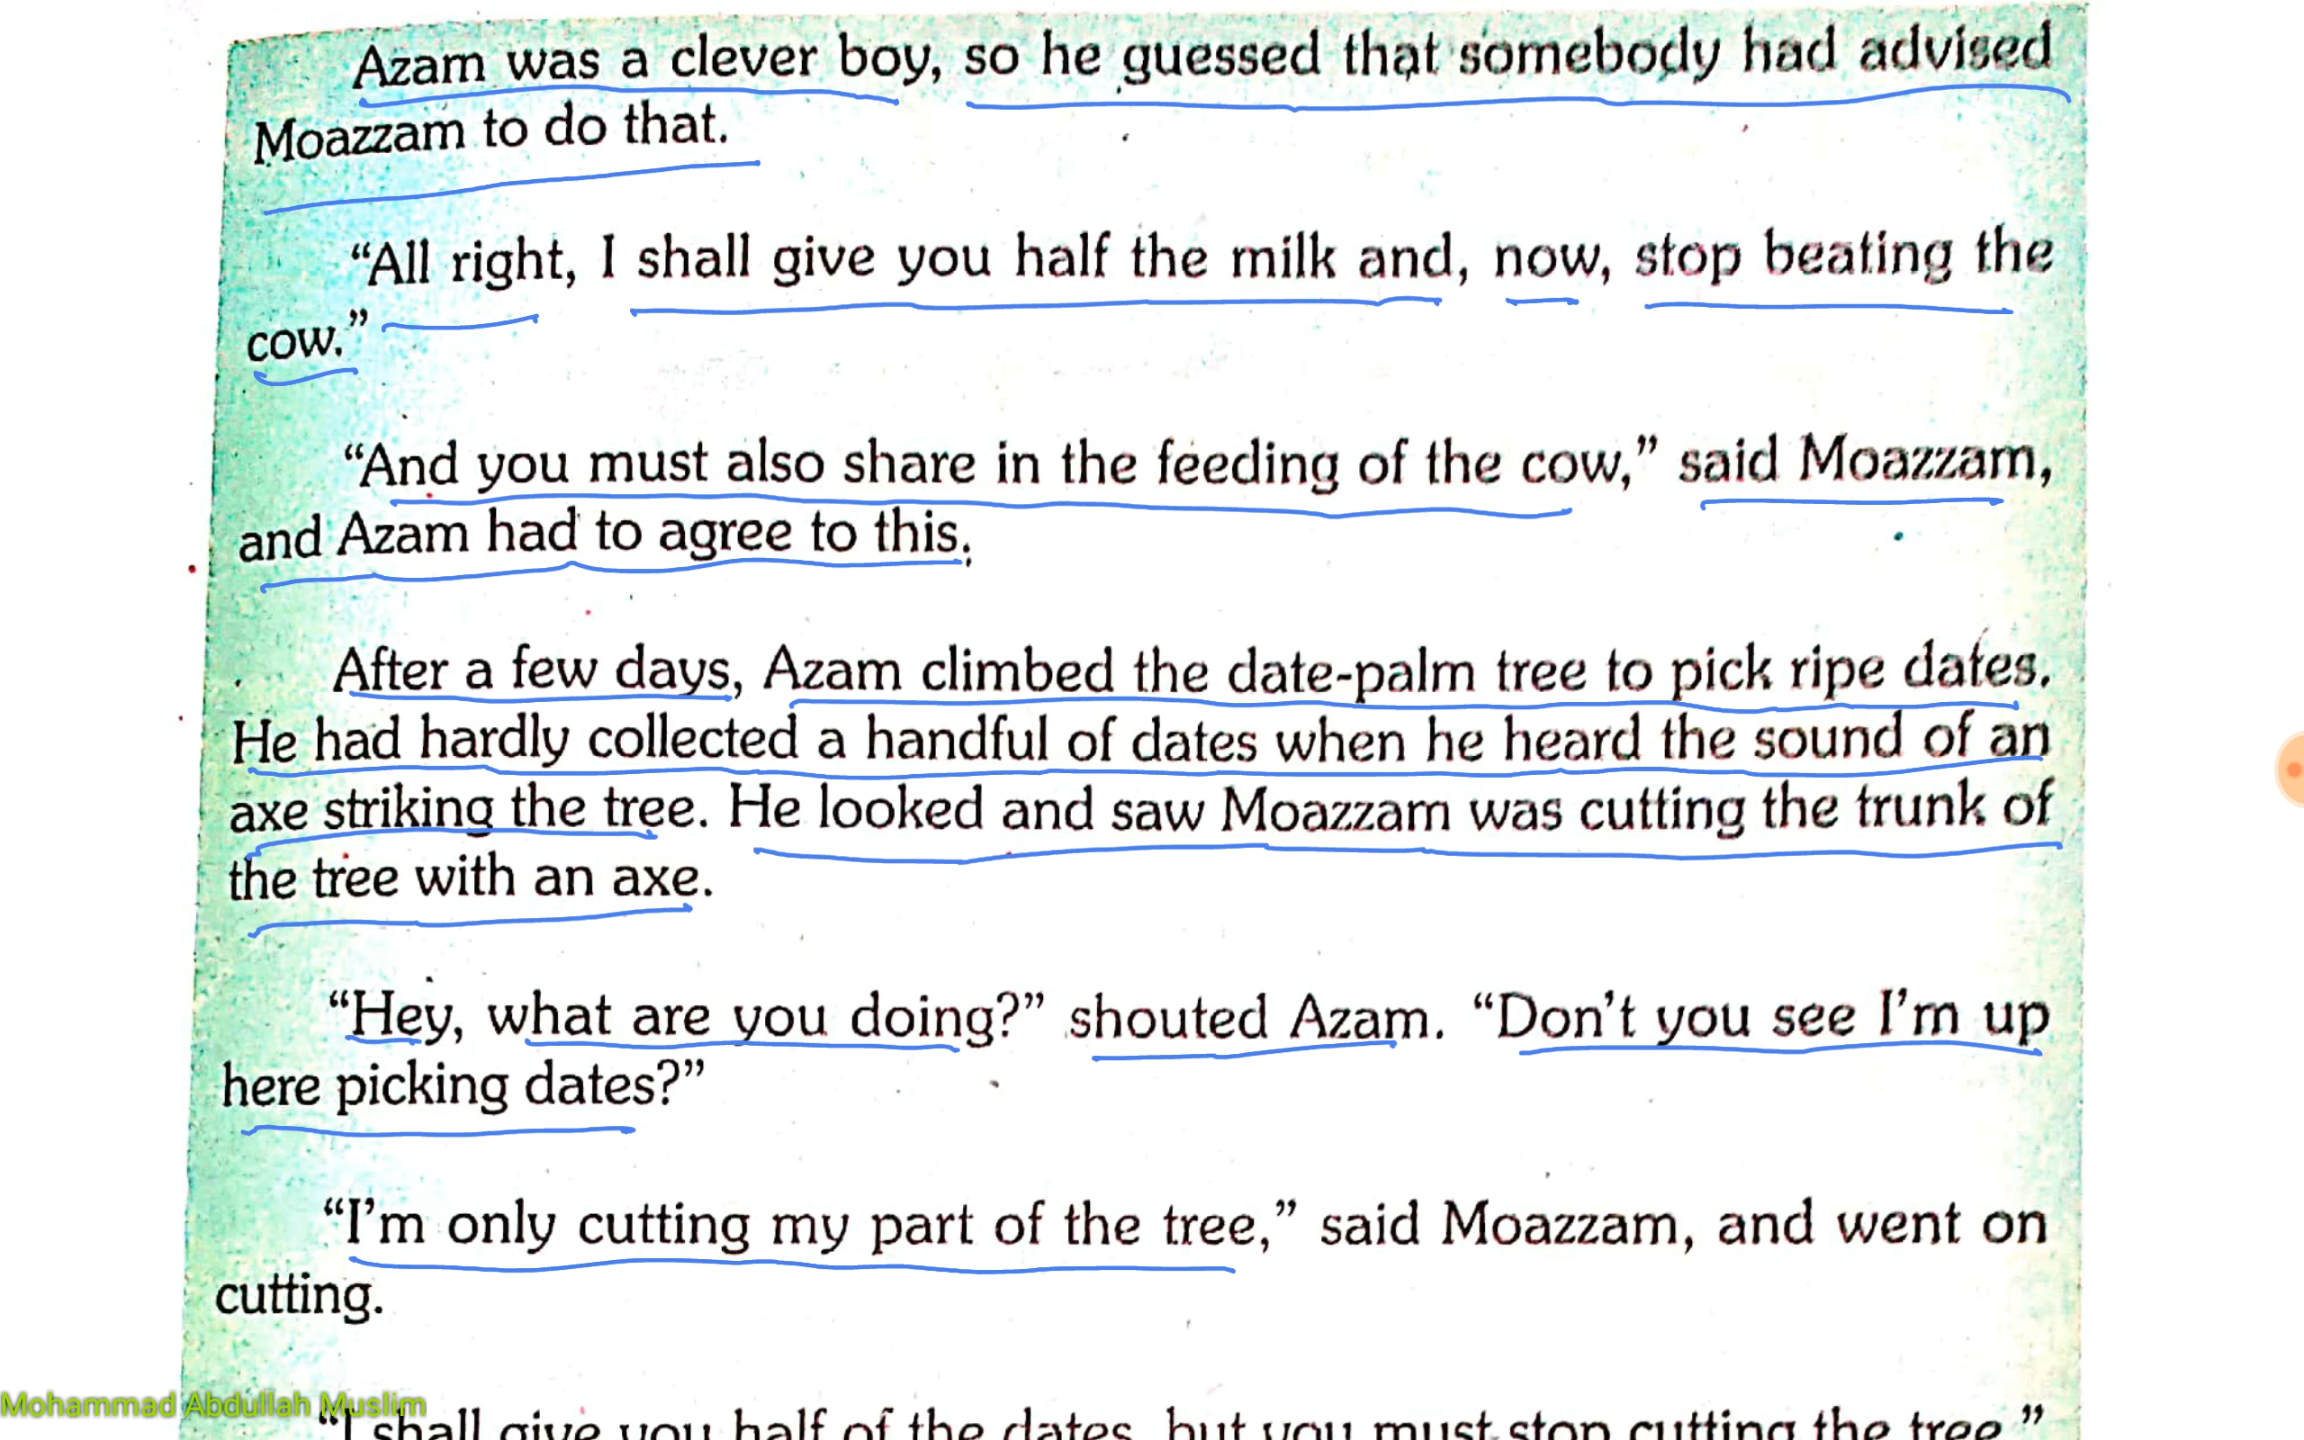 Azam was a clever boy, so he guessed that somebody had advised
Moazzam to do that.
“All right, I shall give you half the milk and, now, stop beating the
cow.”
“And you must also share in the feeding of the cow,” said Moazzam,
and Azam had to agree to this.
After a few days, Azam climbed the date-palm tree to pick ripe dates.
He had hardly collected a handful of dates when he heard the sound of an
axe striking the tree. He looked and saw Moazzam was cutting the trunk of
the tree with an axe.
“Hey, what are you doing?” shouted Azam. “Don’t you see I’m up
here picking dates?”
“I’m only cutting my part of the tree,” said Moazzam, and went on
cutting.
Mohammad Abdullah Muslim
“I shall give you half of the dates, but you must stop cutting the tree.”